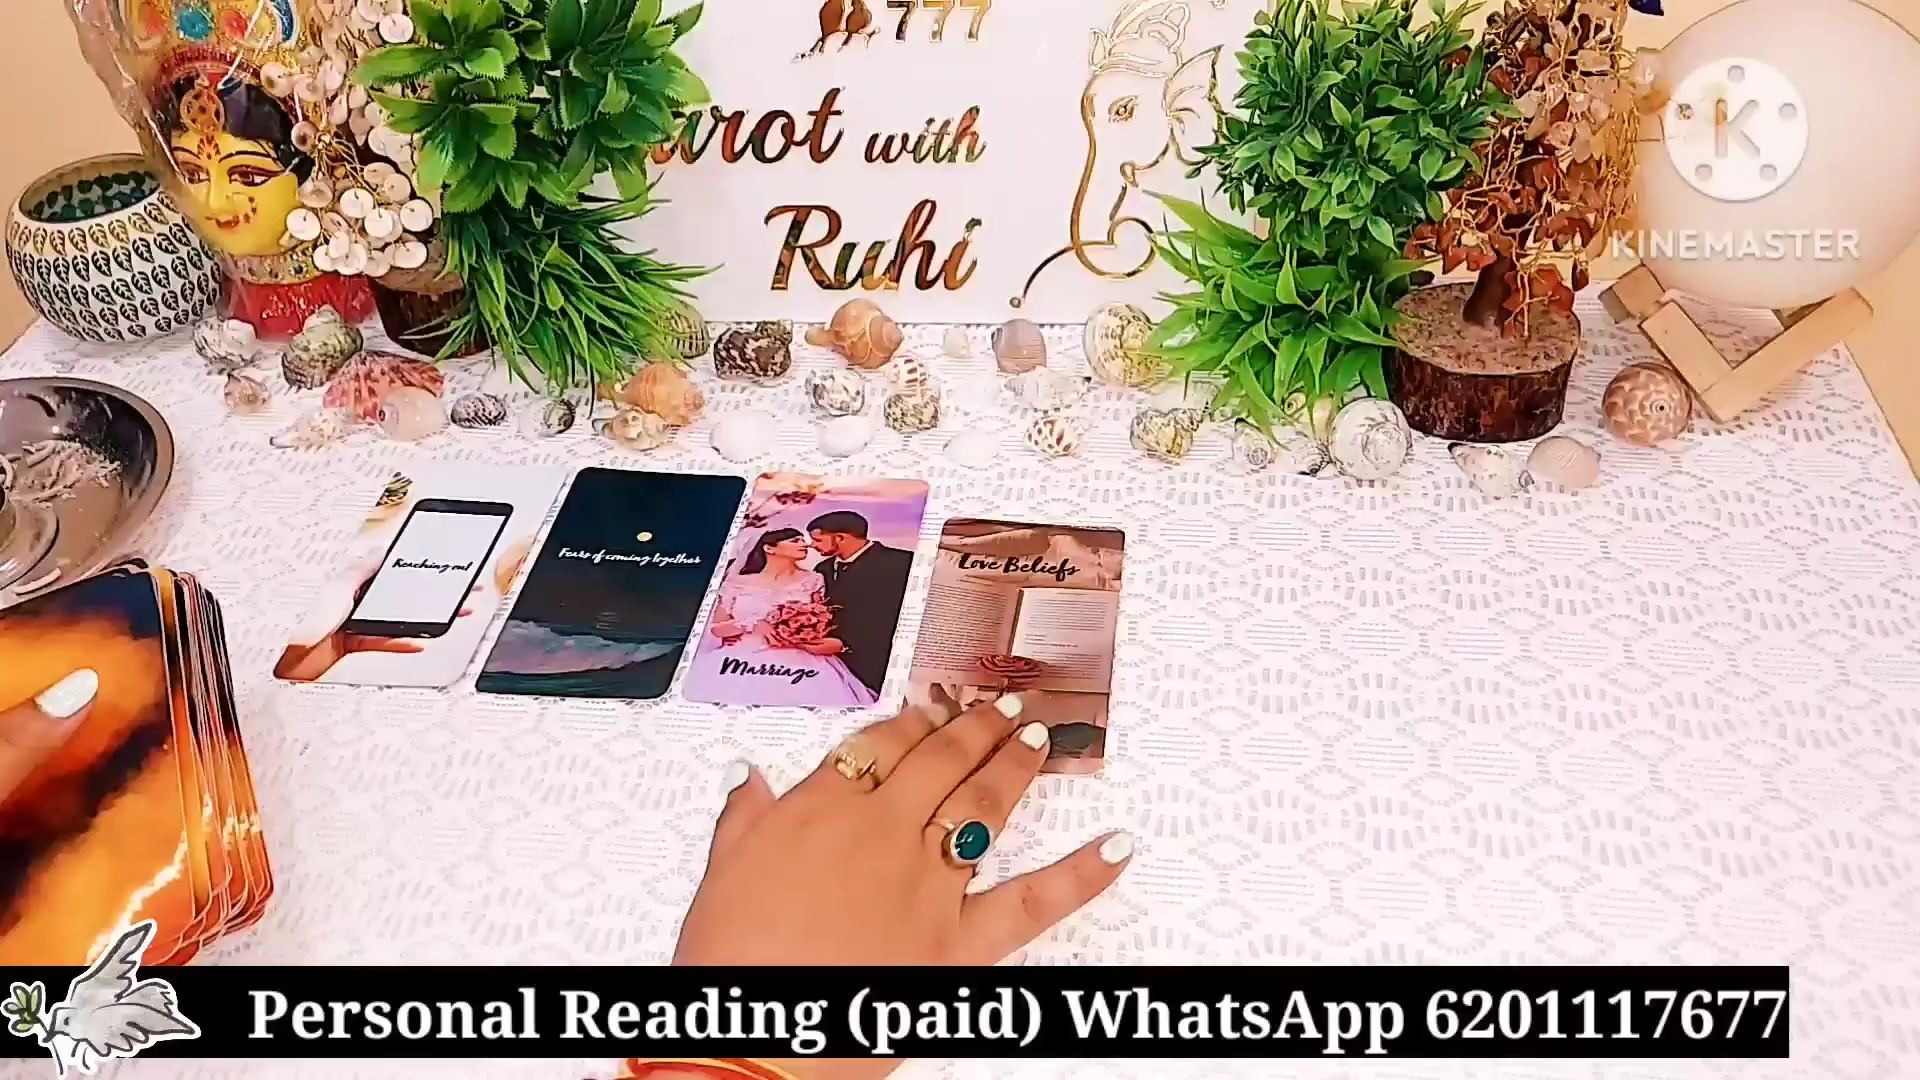 777
arot with
Ruhi
K
KINEMASTER
Reaching out
Fears of coming together
Marriage
Love Beliefs
Personal Reading (paid) WhatsApp 6201117677